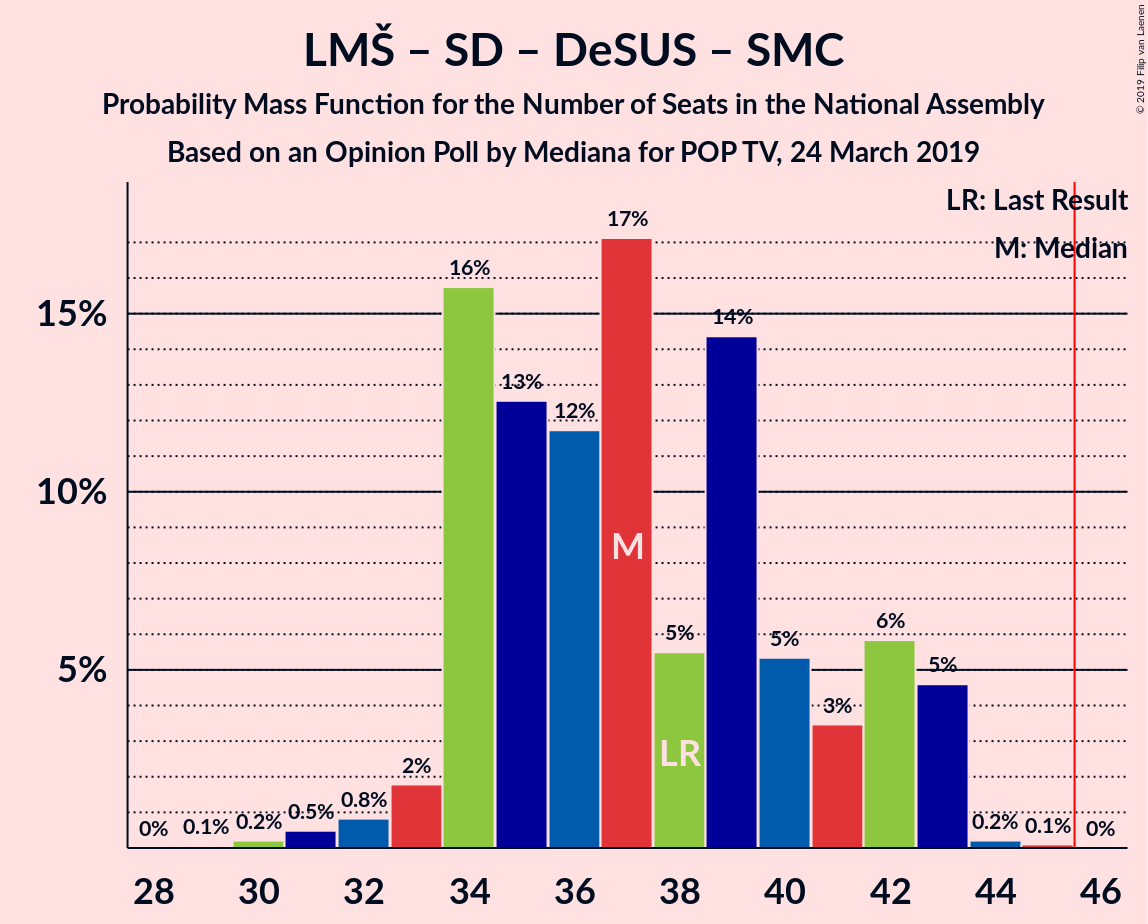 LMŠ – SD – DeSUS – SMC
Probability Mass Function for the Number of Seats in the National Assembly
Based on an Opinion Poll by Mediana for POP TV, 24 March 2019
© 2019 Filip van Laenen
LR: Last Result
M: Median
17%
16%
15%
14%
13%
12%
10%
M
5%
5%
6%
5%
5%
3%
LR
2%
0%
0.1%
0.2%
0.5%
0.8%
0.2%
0.1%
0%
28 30 32 34 36 38 40 42 44 46